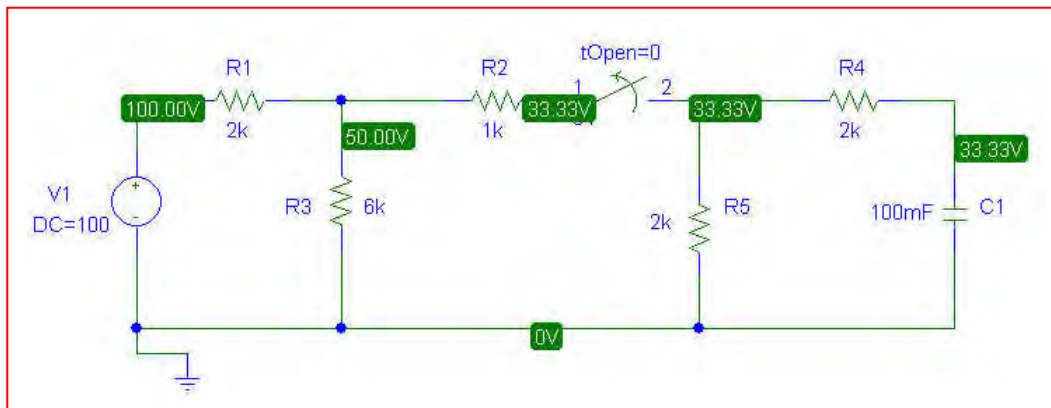 tOpen=0
R1
R2
R4
1
2
100.00V
33.33V
33.33V
2k
1k
2k
50.00V
33.33V
V1
DC=100
R3
6k
2k
R5
100mF
C1
0V